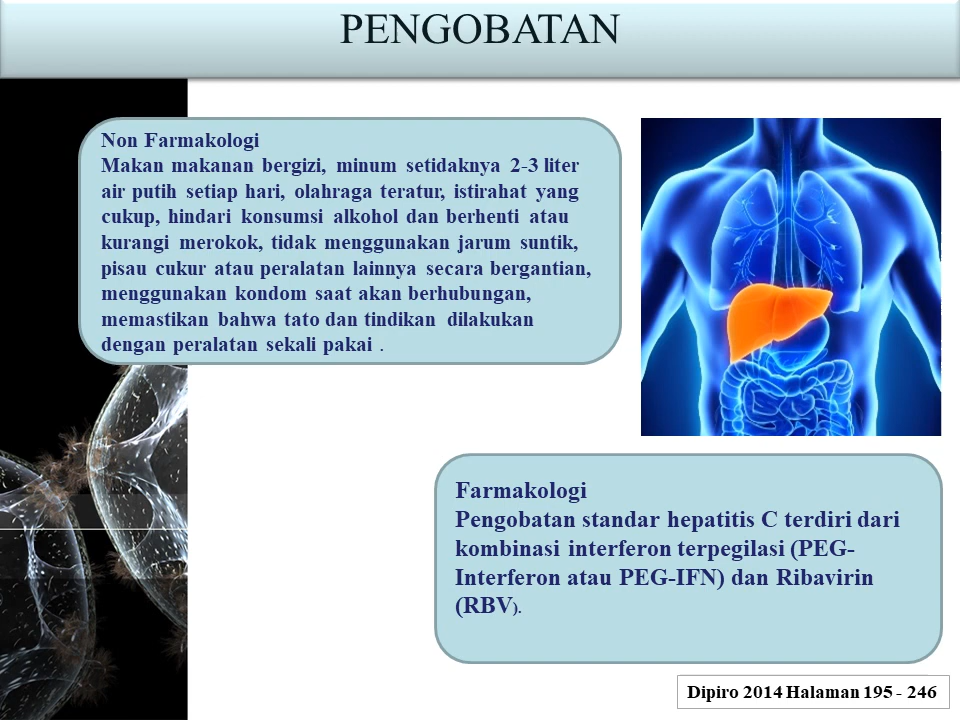 PENGOBATAN
Non Farmakologi
Makan makanan bergizi, minum setidaknya 2-3 liter
air putih setiap hari, olahraga teratur, istirahat yang
cukup, hindari konsumsi alkohol dan berhenti atau
kurangi merokok, tidak menggunakan jarum suntik,
pisau cukur atau peralatan lainnya secara bergantian,
menggunakan kondom saat akan berhubungan,
memastikan bahwa tato dan tindikan dilakukan
dengan peralatan sekali pakai .
Farmakologi
Pengobatan standar hepatitis C terdiri dari
kombinasi interferon terpegilasi (PEG-
Interferon atau PEG-IFN) dan Ribavirin
(RBV).
Dipiro 2014 Halaman 195 - 246